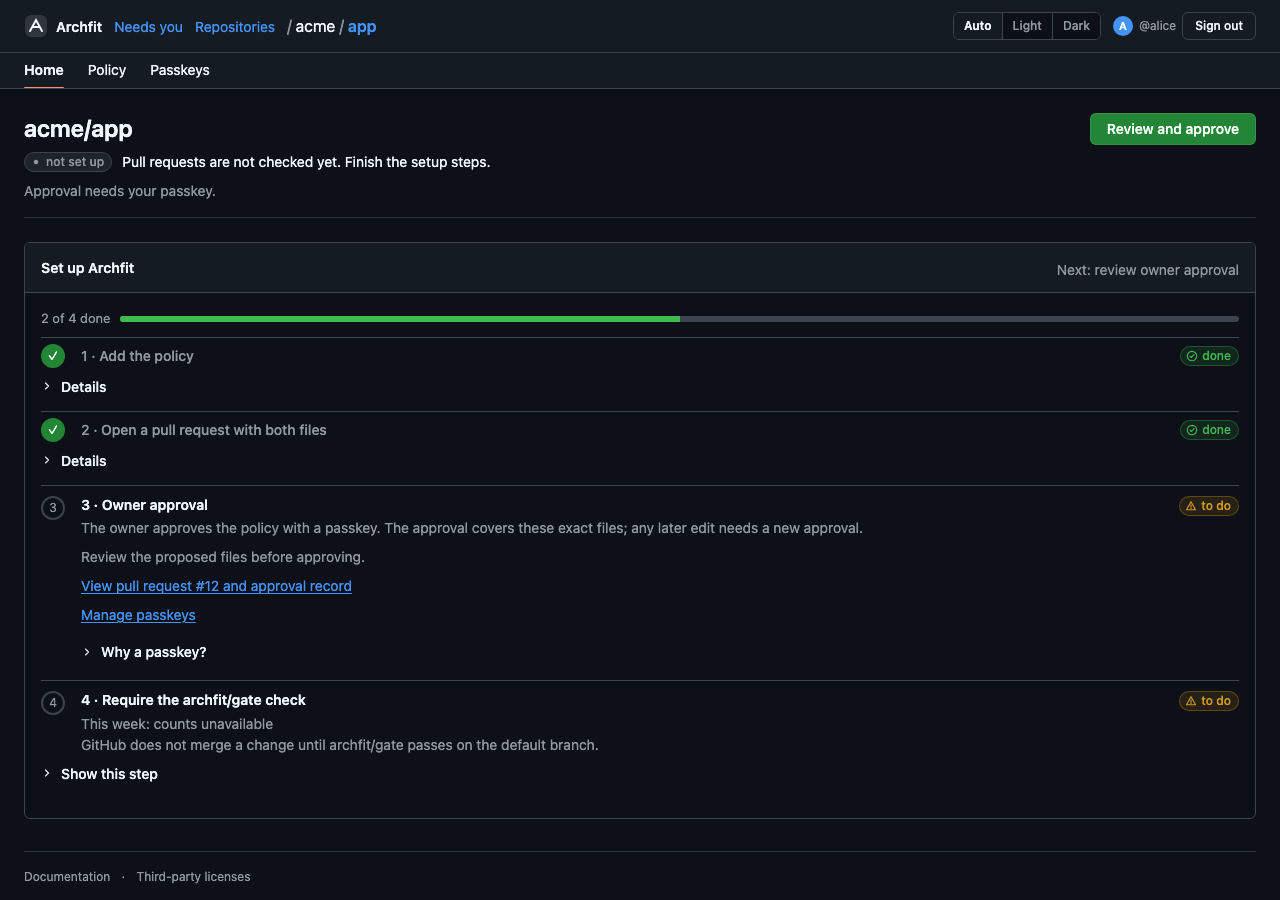 Archfit Needs you Repositories / acme / app Auto Light Dark A @alice Sign out
Home Policy Passkeys
acme/app
Review and approve
not set up Pull requests are not checked yet. Finish the setup steps.
Approval needs your passkey.
Set up Archfit
Next: review owner approval
2 of 4 done
1 · Add the policy
done
Details
2 · Open a pull request with both files
done
Details
3 3 · Owner approval
to do
The owner approves the policy with a passkey. The approval covers these exact files; any later edit needs a new approval.
Review the proposed files before approving.
View pull request #12 and approval record
Manage passkeys
Why a passkey?
4 4 · Require the archfit/gate check
to do
This week: counts unavailable
GitHub does not merge a change until archfit/gate passes on the default branch.
Show this step
Documentation · Third-party licenses